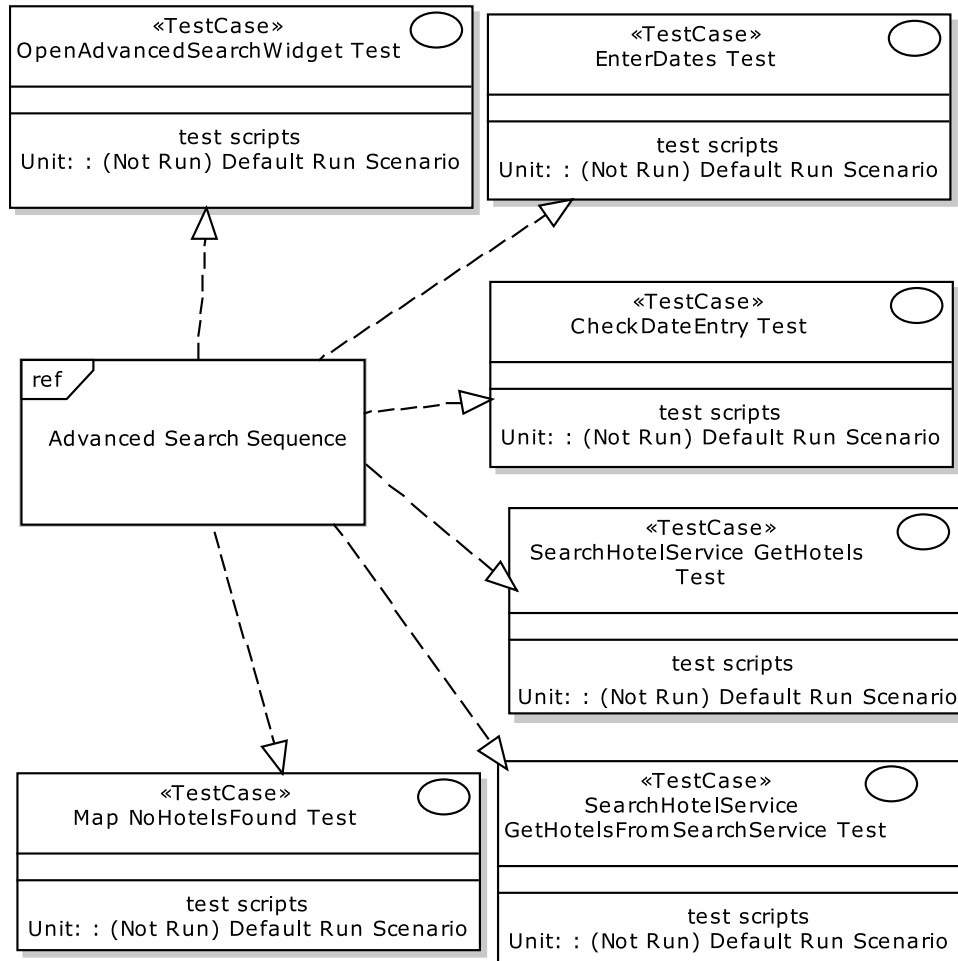 «TestCase»
OpenAdvancedSearchWidget Test
test scripts
Unit: : (Not Run) Default Run Scenario
«TestCase»
EnterDates Test
test scripts
Unit: : (Not Run) Default Run Scenario
«TestCase»
CheckDateEntry Test
test scripts
Unit: : (Not Run) Default Run Scenario
ref
Advanced Search Sequence
«TestCase»
SearchHotelService GetHotels
Test
test scripts
Unit: : (Not Run) Default Run Scenario
«TestCase»
Map NoHotelsFound Test
test scripts
Unit: : (Not Run) Default Run Scenario
«TestCase»
SearchHotelService
GetHotelsFromSearchService Test
test scripts
Unit: : (Not Run) Default Run Scenario